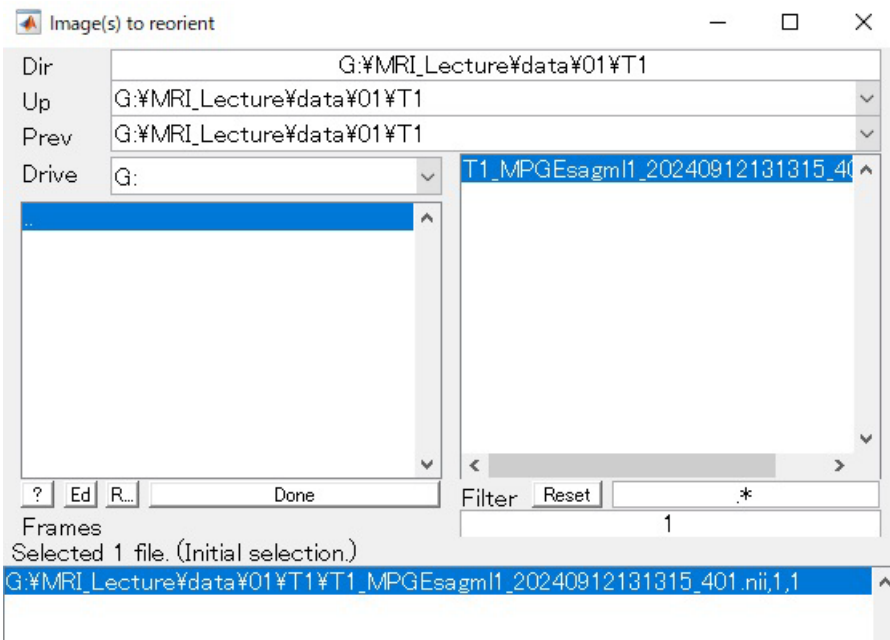 Image(s) to reorient
Dir G:¥MRI_Lecture¥data¥01¥T1
Up G:¥MRI_Lecture¥data¥01¥T1
Prev G:¥MRI_Lecture¥data¥01¥T1
Drive G:
T1_MPGEsagml1_20240912131315_40
..
? Ed R... Done
Filter Reset .*
Frames 1
Selected 1 file. (Initial selection.)
G:¥MRI_Lecture¥data¥01¥T1¥T1_MPGEsagml1_20240912131315_401.nii,1,1